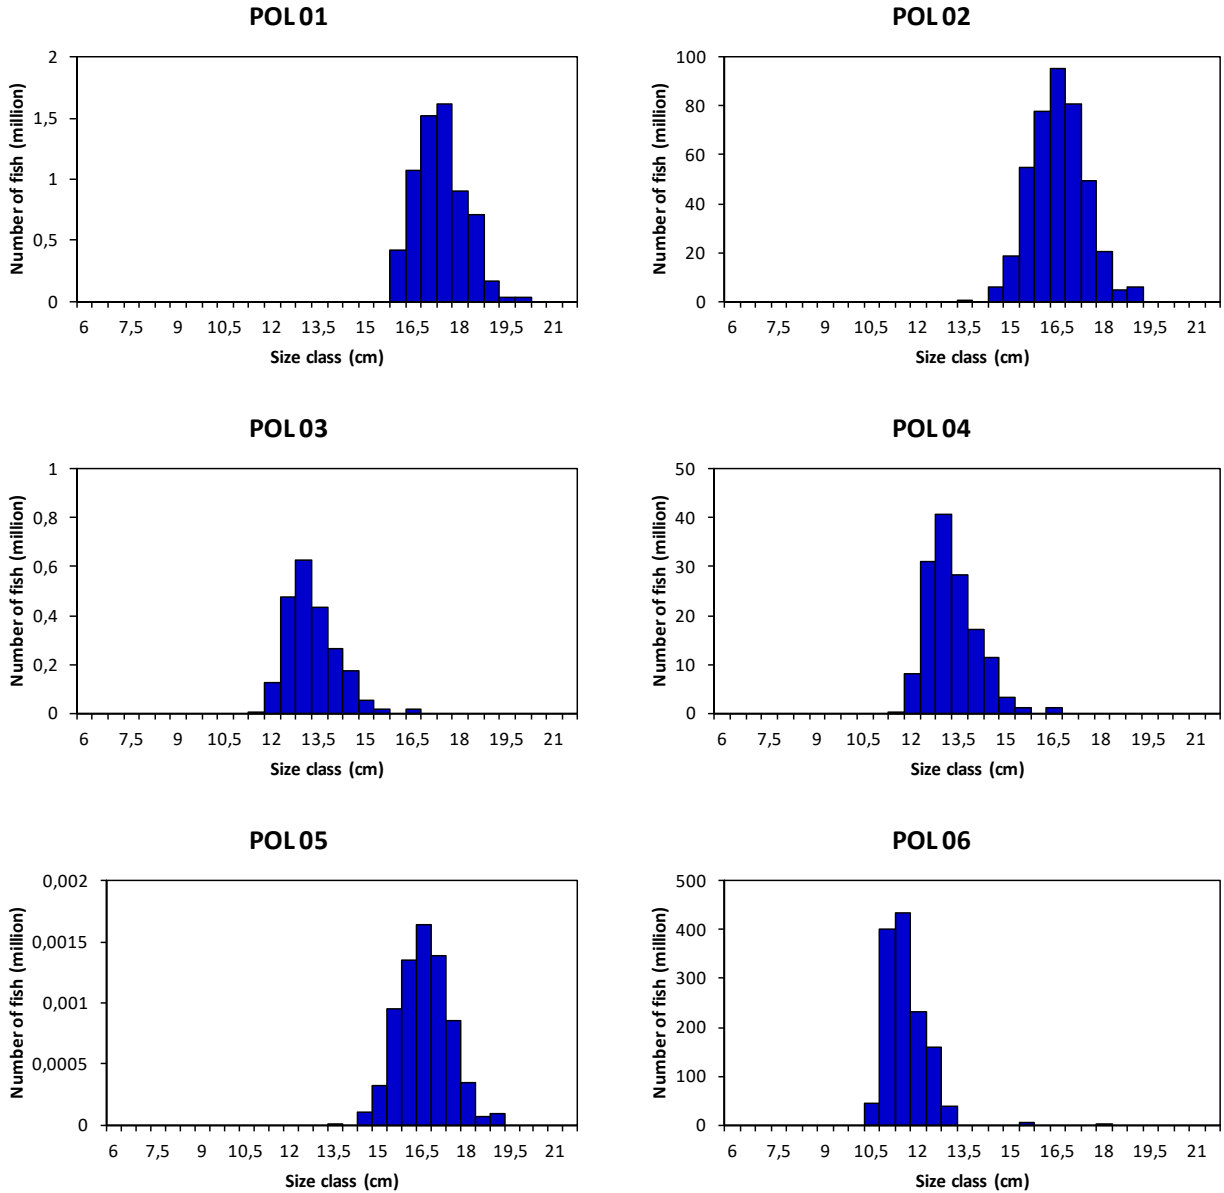 POL 01
Number of fish (million)
2
1,5
1
0,5
0
6 7,5 9 10,5 12 13,5 15 16,5 18 19,5 21
Size class (cm)
POL 02
Number of fish (million)
100
80
60
40
20
0
6 7,5 9 10,5 12 13,5 15 16,5 18 19,5 21
Size class (cm)
POL 03
Number of fish (million)
1
0,8
0,6
0,4
0,2
0
6 7,5 9 10,5 12 13,5 15 16,5 18 19,5 21
Size class (cm)
POL 04
Number of fish (million)
50
40
30
20
10
0
6 7,5 9 10,5 12 13,5 15 16,5 18 19,5 21
Size class (cm)
POL 05
Number of fish (million)
0,002
0,0015
0,001
0,0005
0
6 7,5 9 10,5 12 13,5 15 16,5 18 19,5 21
Size class (cm)
POL 06
Number of fish (million)
500
400
300
200
100
0
6 7,5 9 10,5 12 13,5 15 16,5 18 19,5 21
Size class (cm)